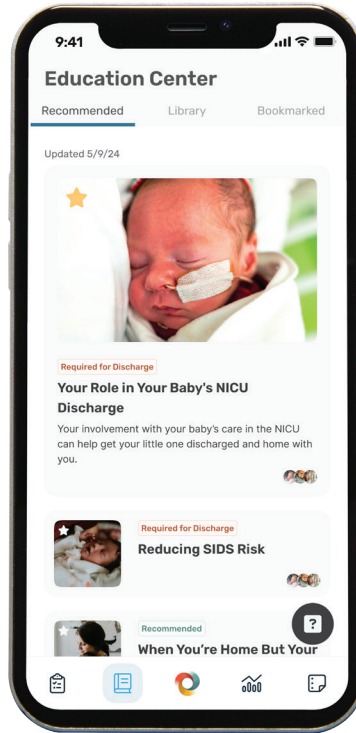 9:41
Education Center
Recommended Library Bookmarked
Updated 5/9/24
Required for Discharge
Your Role in Your Baby's NICU
Discharge
Your involvement with your baby's care in the NICU
can help get your little one discharged and home with
you.
Required for Discharge
Reducing SIDS Risk
Recommended
When You're Home But Your
?